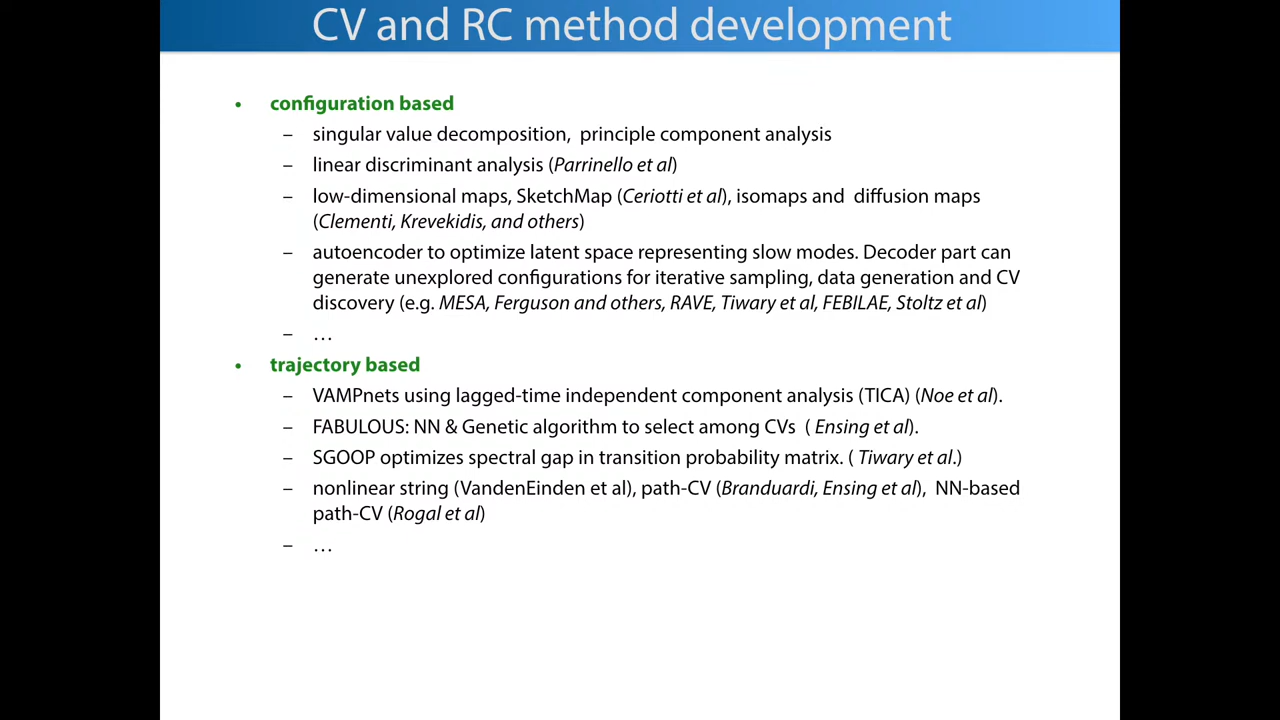 CV and RC method development
• configuration based
– singular value decomposition, principle component analysis
– linear discriminant analysis (Parrinello et al)
– low-dimensional maps, SketchMap (Ceriotti et al), isomaps and diffusion maps
(Clementi, Krevekidis, and others)
– autoencoder to optimize latent space representing slow modes. Decoder part can
generate unexplored configurations for iterative sampling, data generation and CV
discovery (e.g. MESA, Ferguson and others, RAVE, Tiwary et al, FEBILAE, Stoltz et al)
– …
• trajectory based
– VAMPnets using lagged-time independent component analysis (TICA) (Noe et al).
– FABULOUS: NN & Genetic algorithm to select among CVs ( Ensing et al).
– SGOOP optimizes spectral gap in transition probability matrix. ( Tiwary et al.)
– nonlinear string (VandenEinden et al), path-CV (Branduardi, Ensing et al), NN-based
path-CV (Rogal et al)
– …